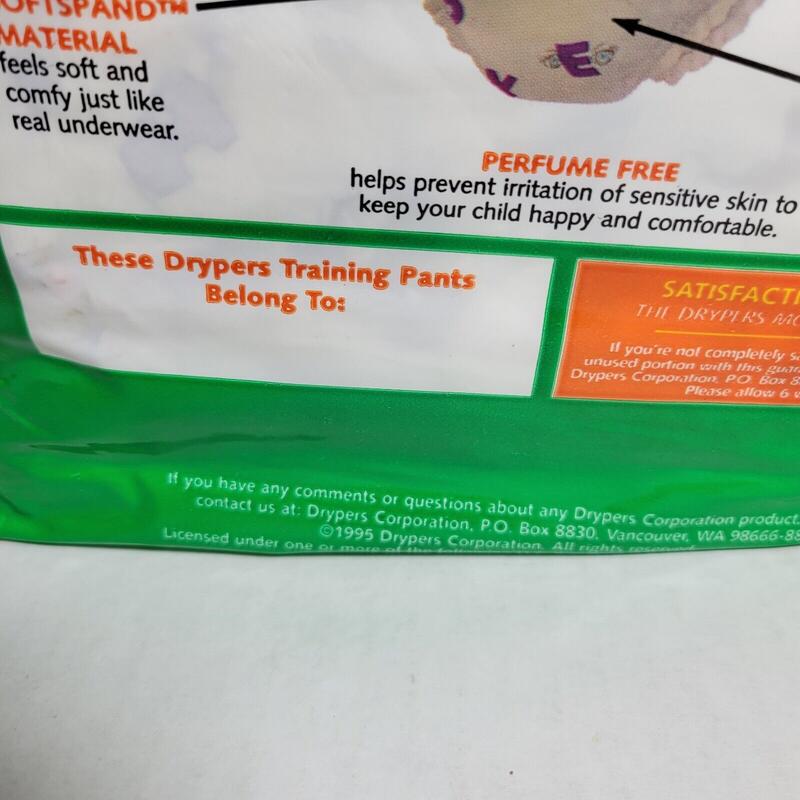 OFTSPAND™
MATERIAL
feels soft and
comfy just like
real underwear.
E
PERFUME FREE
helps prevent irritation of sensitive skin to
keep your child happy and comfortable.
These Drypers Training Pants
Belong To:
SATISFACTI
THE DRYPERS
If you're not completely
unused portion with this
Drypers Corporation, P.O. Box 8
Please allow 6
If you have any comments or questions about any Drypers Corporation product,
contact us at: Drypers Corporation, P.O. Box 8830, Vancouver, WA 98666-88
©1995 Drypers Corporation. All rights reserved.
Licensed under one or more of the following